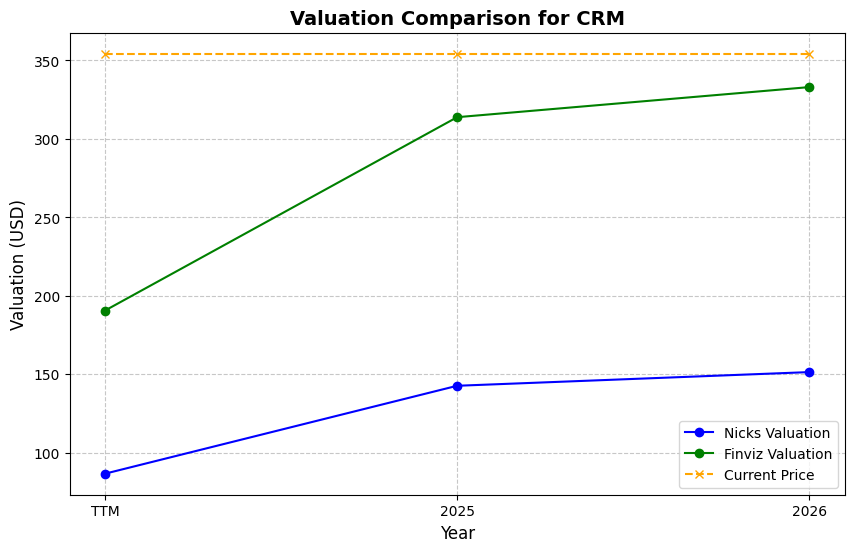 Valuation Comparison for CRM
Valuation (USD)
350
300
250
200
150
100
TTM
2025
2026
Year
Nicks Valuation
Finviz Valuation
Current Price